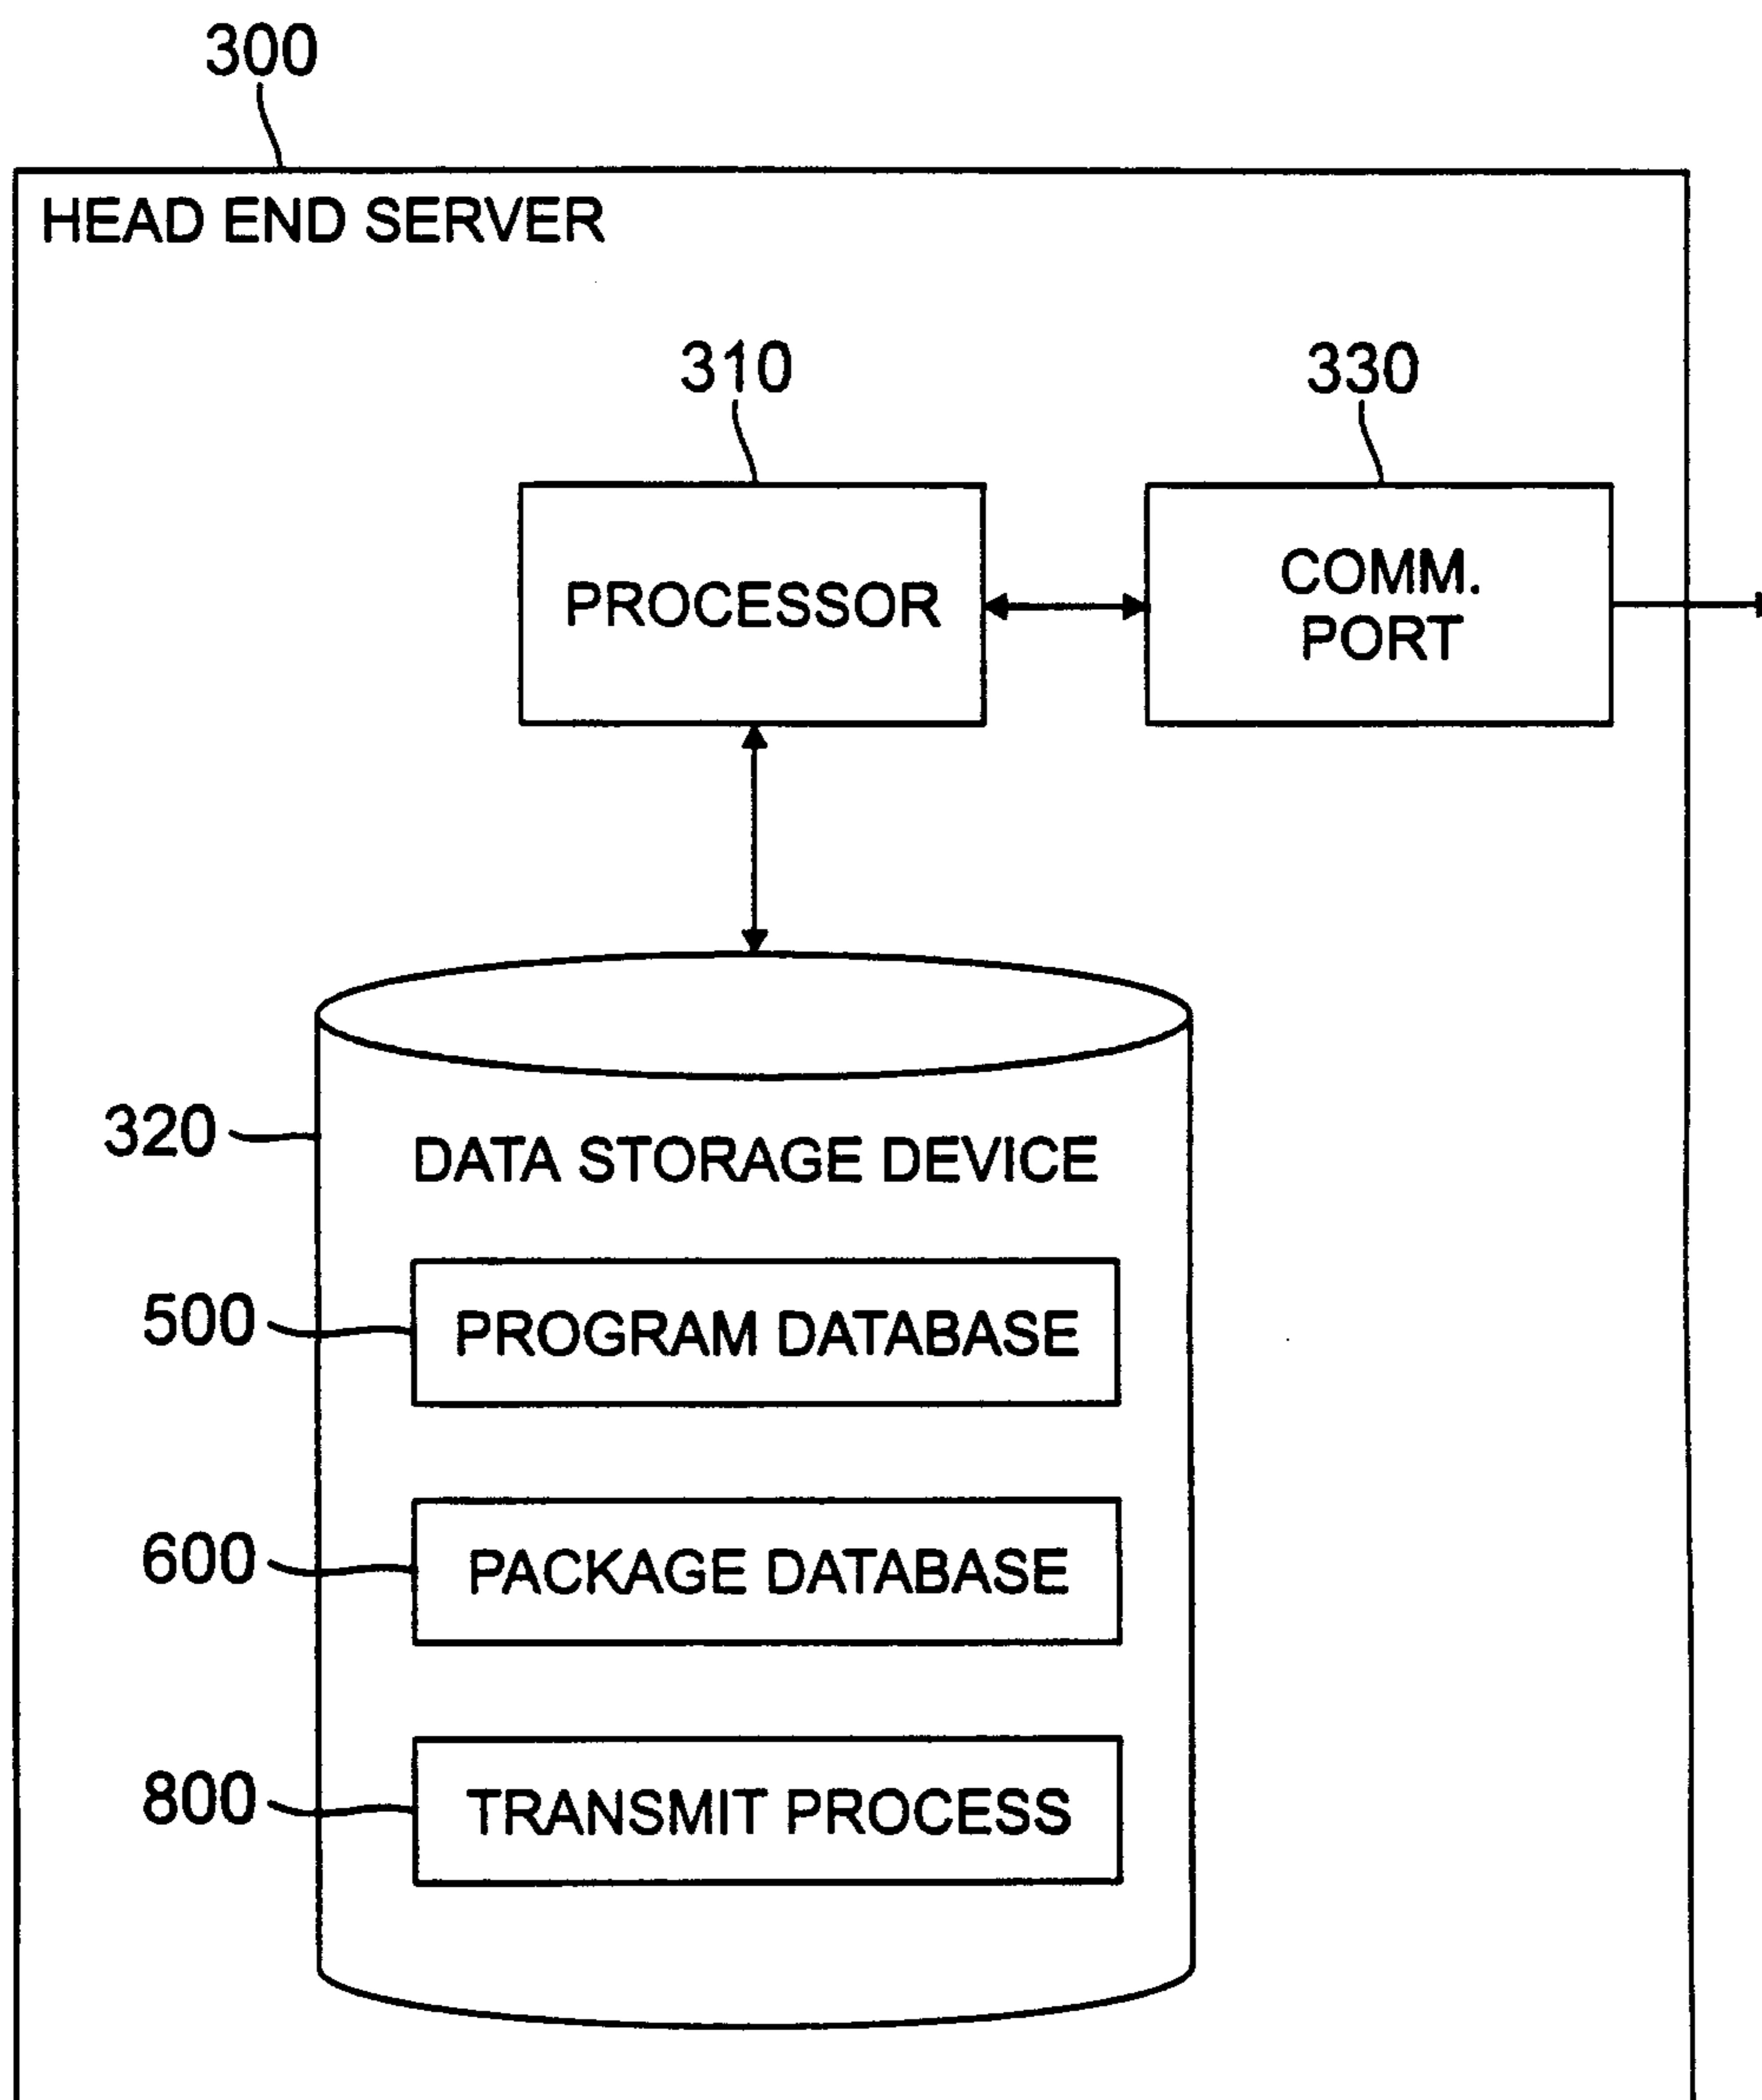 300
HEAD END SERVER
310
330
PROCESSOR
COMM.
PORT
320
DATA STORAGE DEVICE
500
PROGRAM DATABASE
600
PACKAGE DATABASE
800
TRANSMIT PROCESS